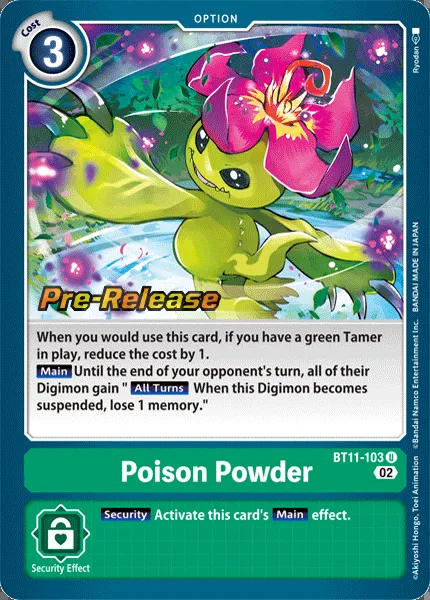 OPTION
Cost
3
Ryodan
Pre-Release
When you would use this card, if you have a green Tamer
in play, reduce the cost by 1.
Main Until the end of your opponent's turn, all of their
Digimon gain " All Turns When this Digimon becomes
suspended, lose 1 memory."
©Akiyoshi Hongo, Toei Animation ©Bandai Namco Entertainment Inc. BANDAI MADE IN JAPAN
BT11-103 U
Poison Powder
02
Security Activate this card's Main effect.
Security Effect